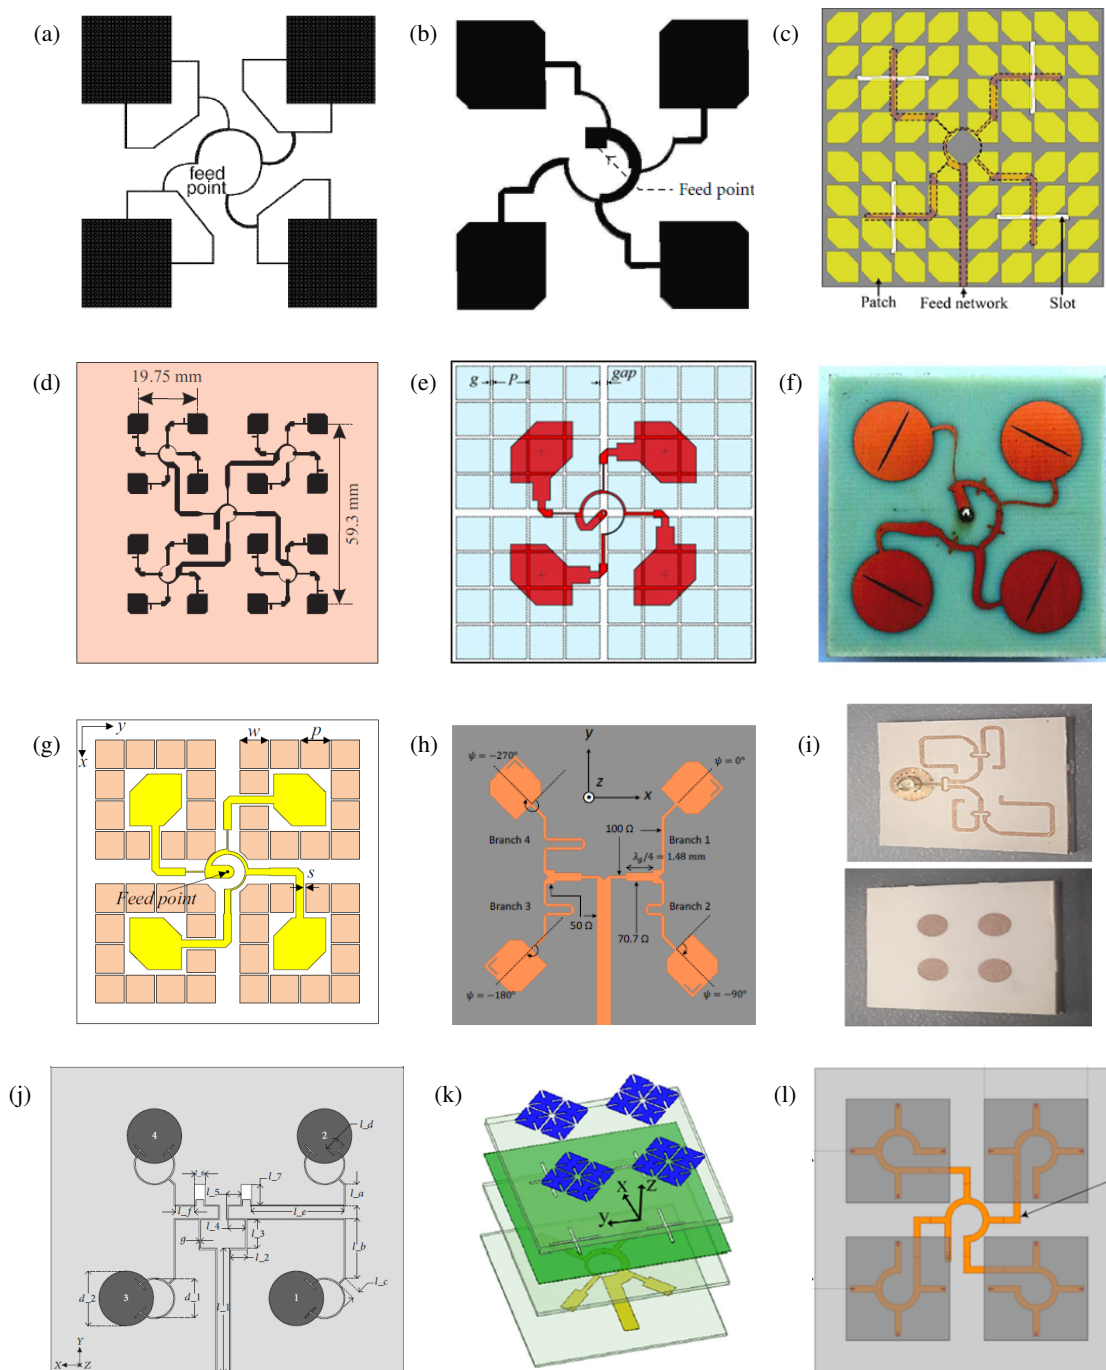 (a)
feed
point
(b)
Feed point
(c)
Patch
Feed network
Slot
(d)
19.75 mm
59.3 mm
(e)
g
P
gap
(f)
(g)
y
x
w
p
s
Feed point
(h)
y
z
x
ψ = −270°
ψ = 0°
Branch 4
Branch 1
100 Ω
λg/4 = 1.48 mm
Branch 3
Branch 2
50 Ω
70.7 Ω
ψ = −180°
ψ = −90°
(i)
(j)
4
2
l_d
l_7
l_5
l_a
l_f
l_e
l_4
l_3
l_b
g
l_2
l_c
d_2
3
d_1
l_1
1
Y
X
Z
(k)
X
Z
y
(l)